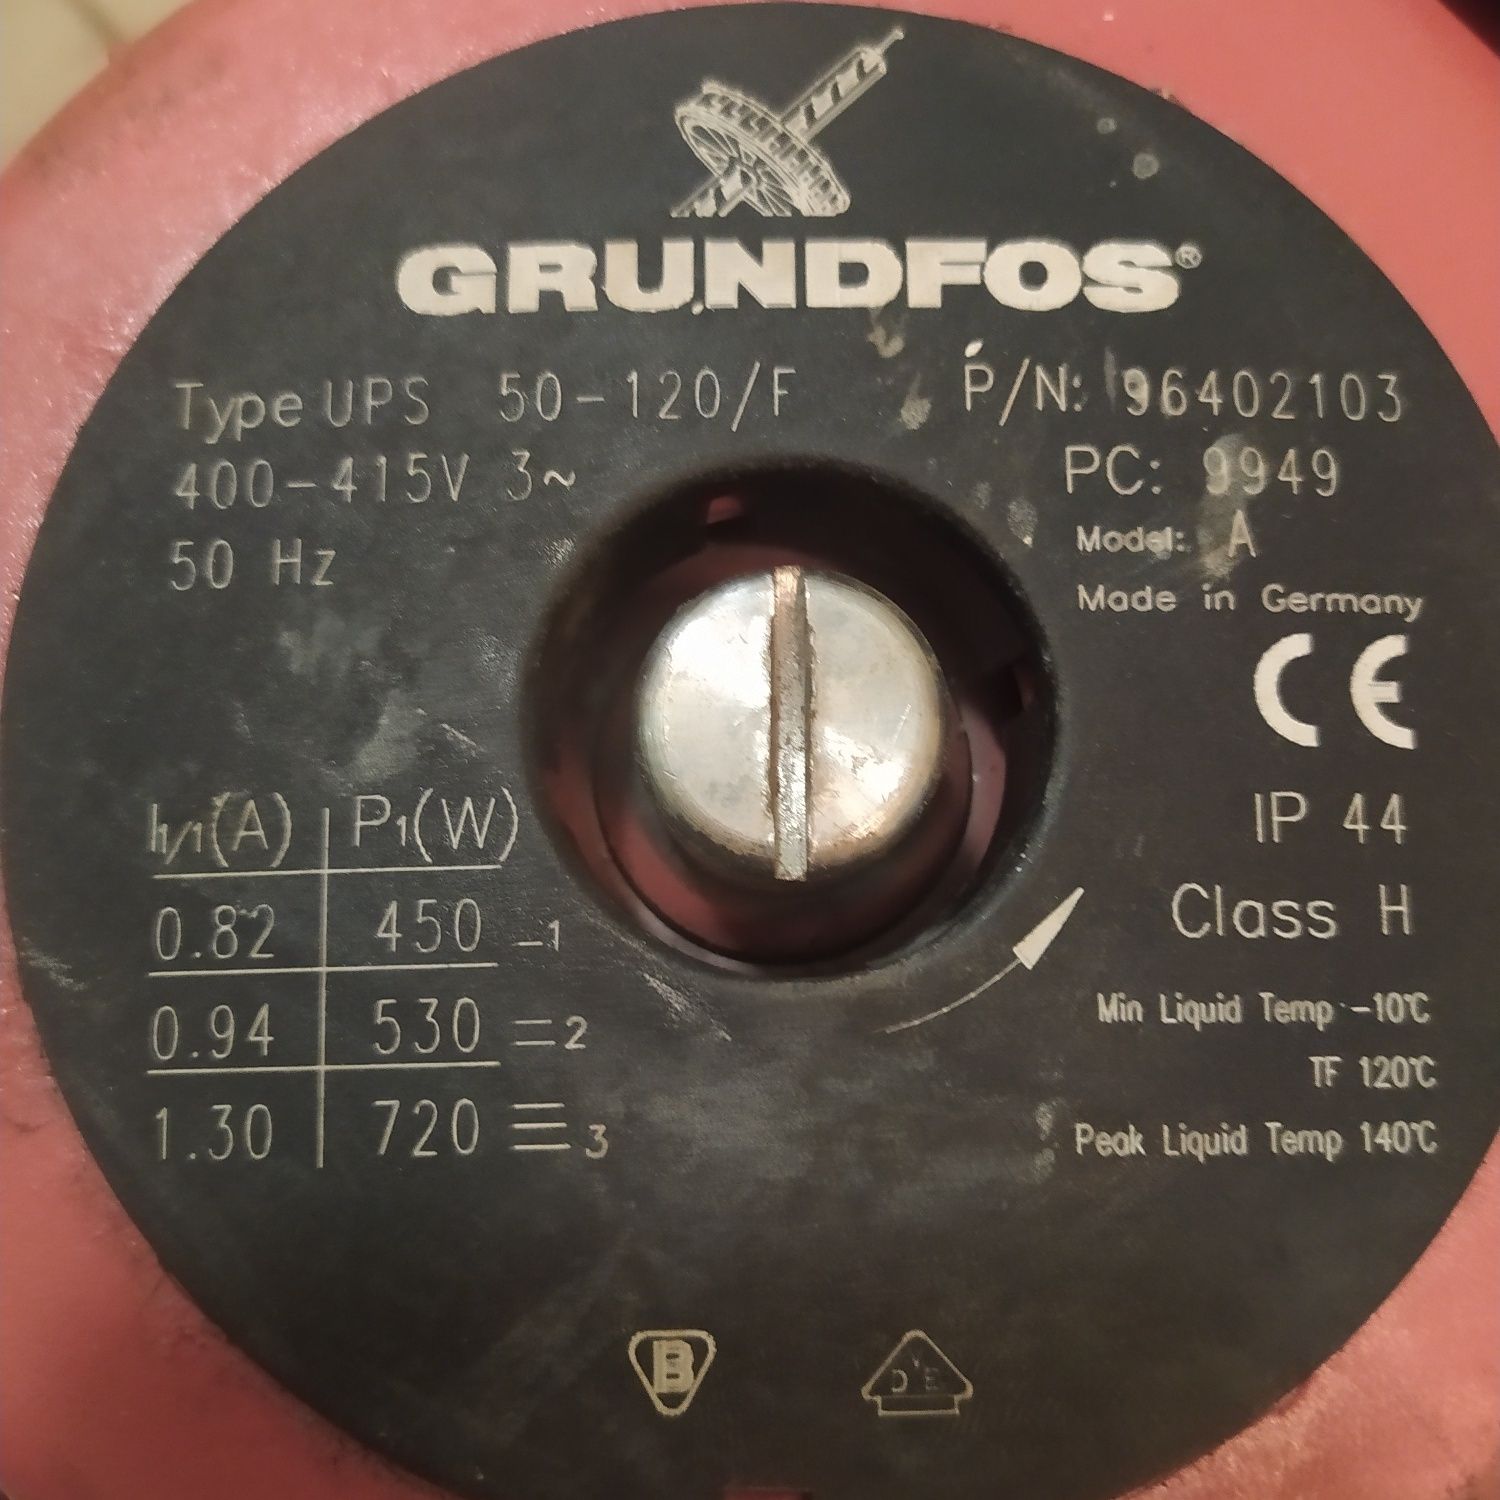 GRUNDFOS®
Type UPS 50-120/F P/N: 96402103
400-415V 3~ PC: 9949
50 Hz Model: A
Made in Germany
CE
I1/1(A) P1(W) IP 44
0.82 450 -1 Class H
0.94 530 =2 Min Liquid Temp -10°C
TF 120°C
1.30 720 ≡3 Peak Liquid Temp 140°C
B
DVE